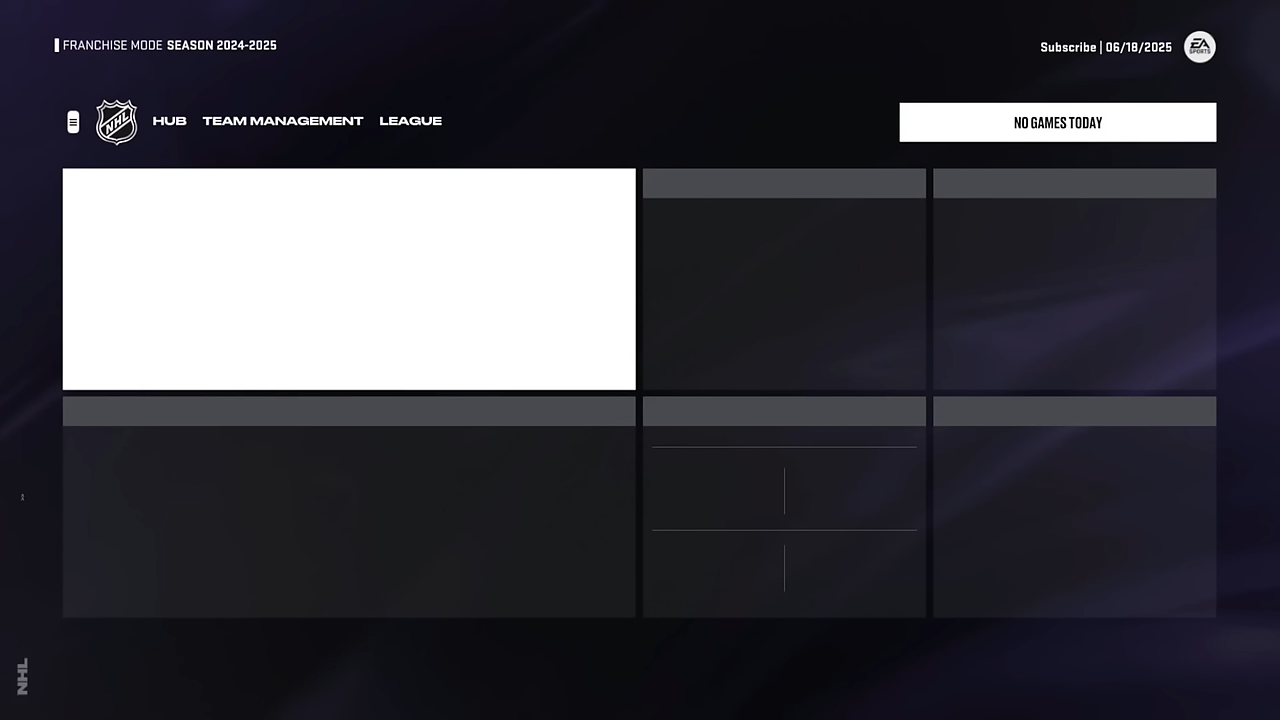 FRANCHISE MODE SEASON 2024-2025
Subscribe | 06/18/2025
EA SPORTS
NHL
HUB TEAM MANAGEMENT LEAGUE
NO GAMES TODAY
NHL